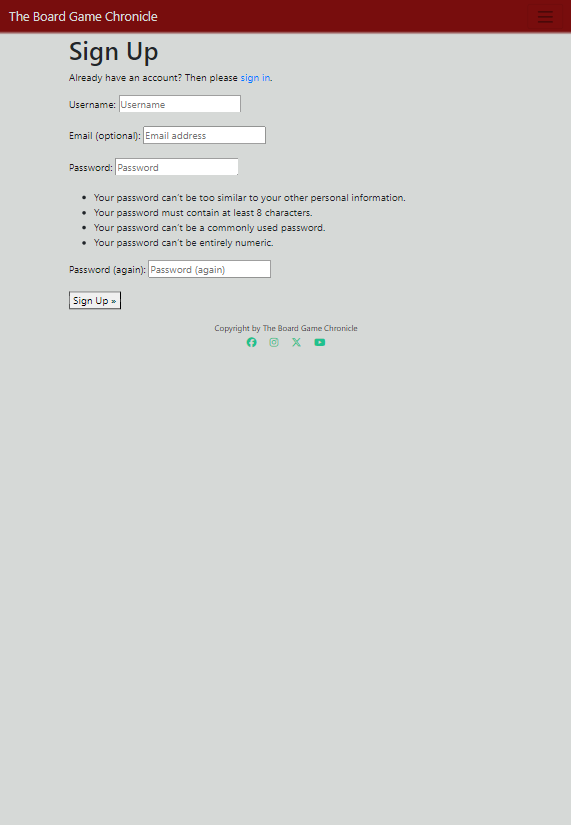 The Board Game Chronicle
Sign Up
Already have an account? Then please sign in.
Username: Username
Email (optional): Email address
Password: Password
• Your password can't be too similar to your other personal information.
• Your password must contain at least 8 characters.
• Your password can't be a commonly used password.
• Your password can't be entirely numeric.
Password (again): Password (again)
Sign Up »
Copyright by The Board Game Chronicle